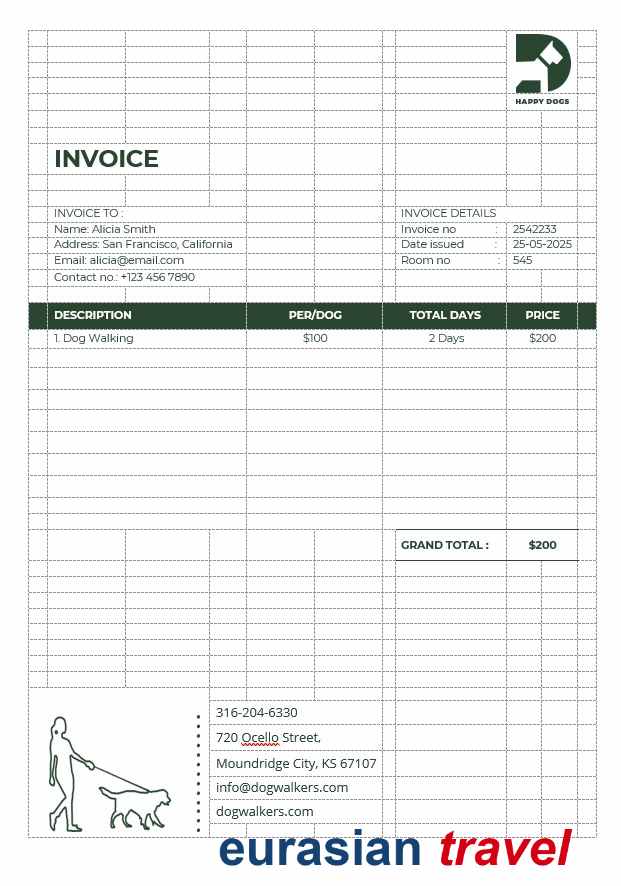 HAPPY DOGS
INVOICE
INVOICE TO :
Name: Alicia Smith
Address: San Francisco, California
Email: alicia@email.com
Contact no.: +123 456 7890
INVOICE DETAILS
Invoice no : 2542233
Date issued : 25-05-2025
Room no : 545
DESCRIPTION PER/DOG TOTAL DAYS PRICE
1. Dog Walking $100 2 Days $200
GRAND TOTAL : $200
316-204-6330
720 Ocello Street,
Moundridge City, KS 67107
info@dogwalkers.com
dogwalkers.com
eurasian travel